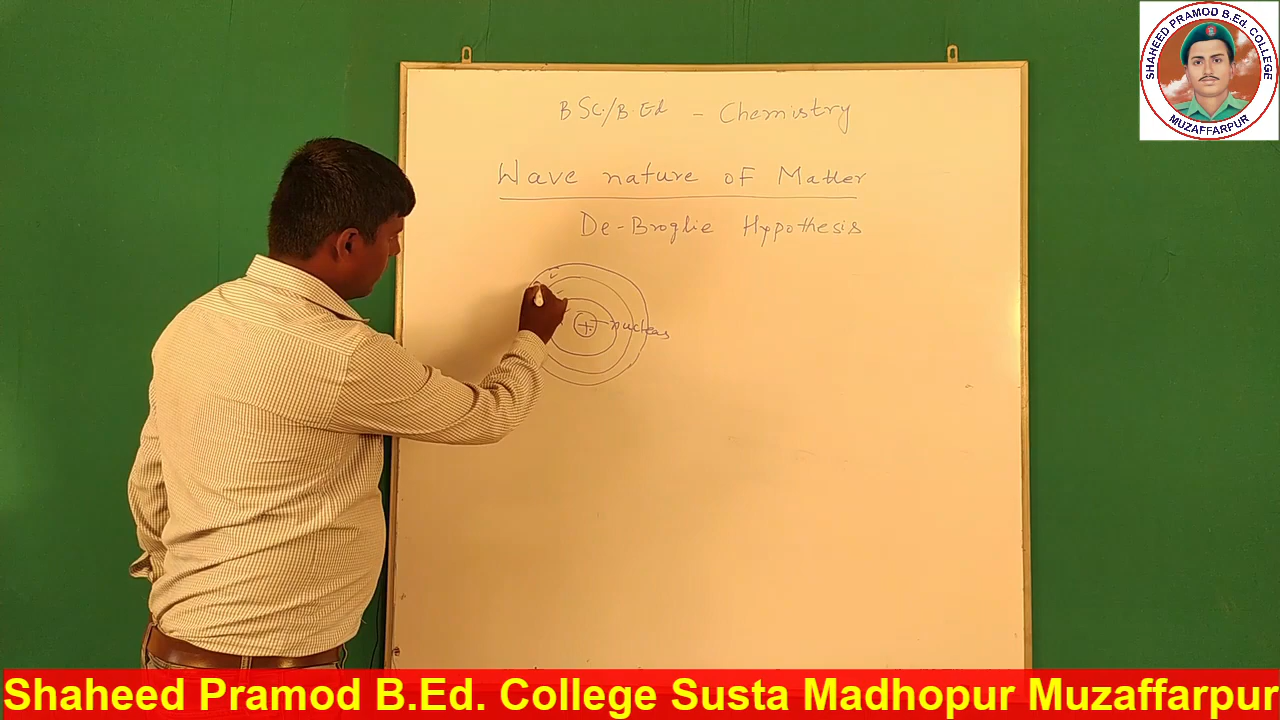 SHAHEED PRAMOD B.Ed. COLLEGE
MUZAFFARPUR
B Sc./B.Ed - Chemistry
Wave nature of Matter
De-Broglie Hypothesis
+ nucleus
Shaheed Pramod B.Ed. College Susta Madhopur Muzaffarpur